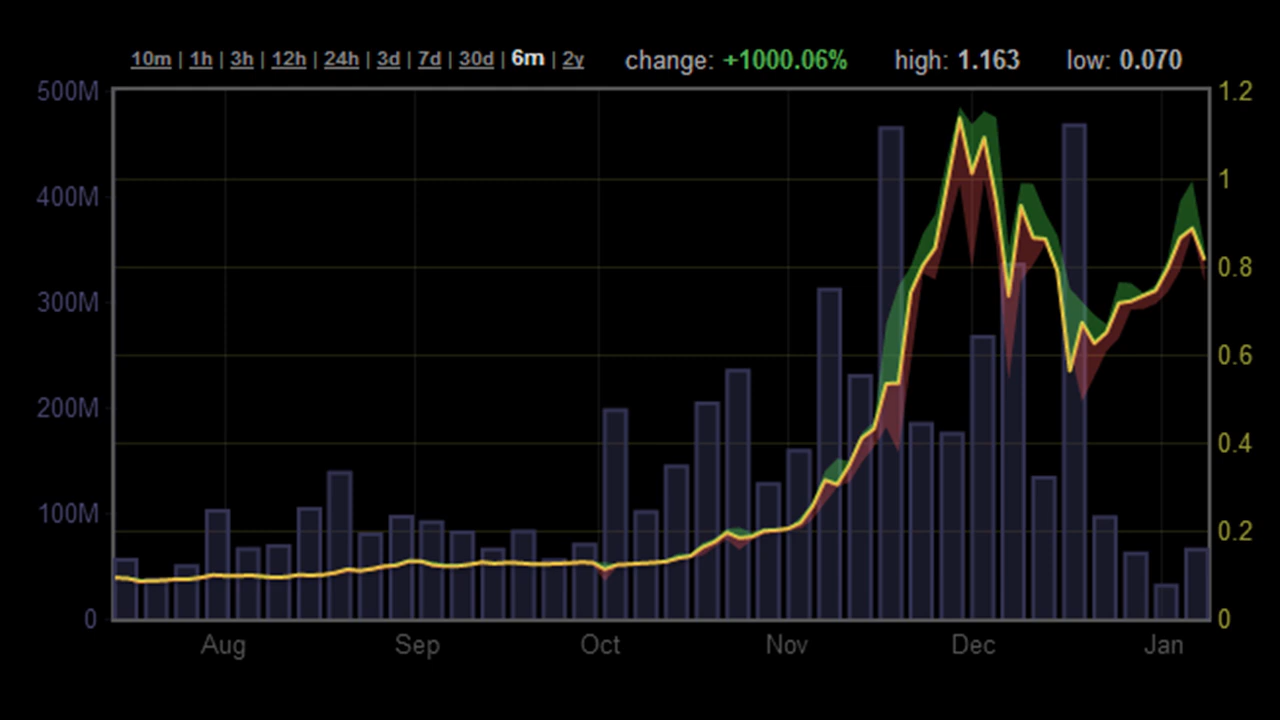 10m | 1h | 3h | 12h | 24h | 3d | 7d | 30d | 6m | 2y change: +1000.06% high: 1.163 low: 0.070
500M 1.2
400M 1
300M 0.8
0.6
200M 0.4
100M 0.2
0 0
Aug Sep Oct Nov Dec Jan